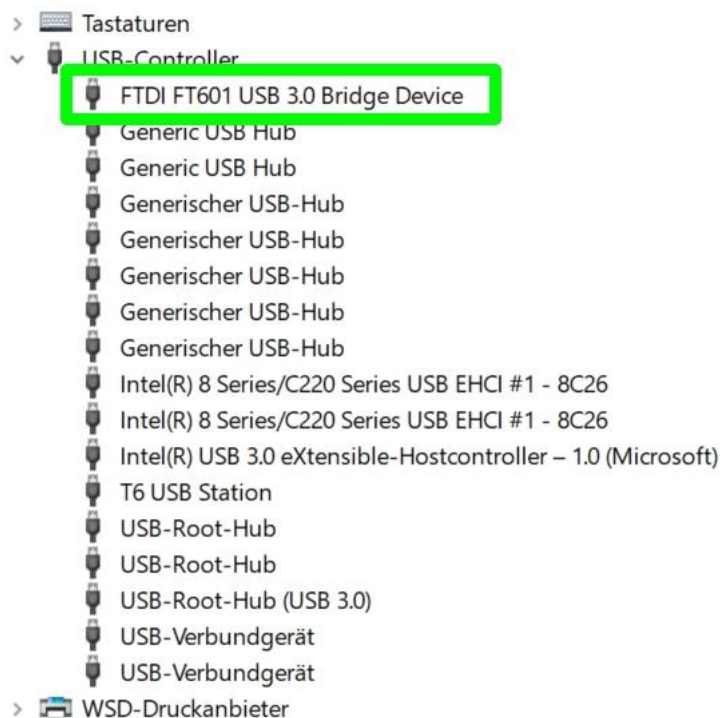 Tastaturen
USB-Controller
FTDI FT601 USB 3.0 Bridge Device
Generic USB Hub
Generic USB Hub
Generischer USB-Hub
Generischer USB-Hub
Generischer USB-Hub
Generischer USB-Hub
Generischer USB-Hub
Intel(R) 8 Series/C220 Series USB EHCI #1 - 8C26
Intel(R) 8 Series/C220 Series USB EHCI #1 - 8C26
Intel(R) USB 3.0 eXtensible-Hostcontroller – 1.0 (Microsoft)
T6 USB Station
USB-Root-Hub
USB-Root-Hub
USB-Root-Hub (USB 3.0)
USB-Verbundgerät
USB-Verbundgerät
WSD-Druckanbieter